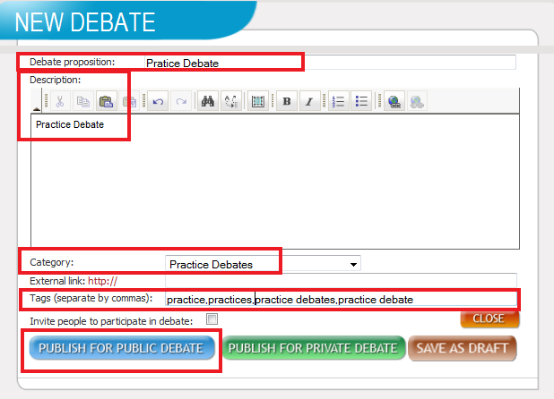 NEW DEBATE
Debate proposition: Pratice Debate
Description:
B I
Practice Debate
Category: Practice Debates
External link: http://
Tags (separate by commas): practice,practices,practice debates,practice debate
Invite people to participate in debate:
CLOSE
PUBLISH FOR PUBLIC DEBATE PUBLISH FOR PRIVATE DEBATE SAVE AS DRAFT